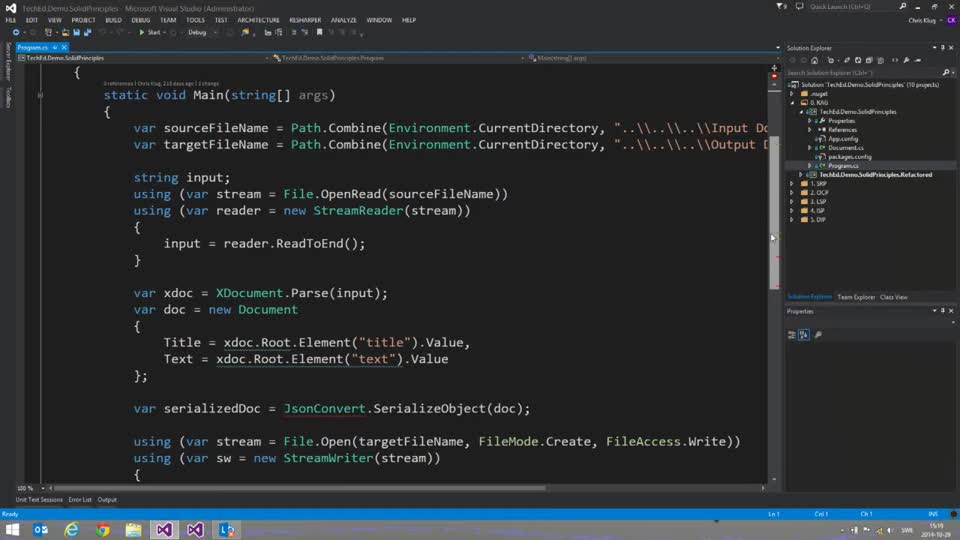 TechEd.Demo.SolidPrinciples - Microsoft Visual Studio (Administrator)
Quick Launch (Ctrl+Q)
FILE EDIT VIEW PROJECT BUILD DEBUG TEAM TOOLS TEST ARCHITECTURE RESHARPER ANALYZE WINDOW HELP
Chris Klug CK
Start Debug
Server Explorer
Toolbox
Program.cs
TechEd.Demo.SolidPrinciples
TechEd.Demo.SolidPrinciples.Program
Main(string[] args)
{
0 references | Chris Klug, 218 days ago | 1 change
static void Main(string[] args)
{
var sourceFileName = Path.Combine(Environment.CurrentDirectory, "..\\..\\..\\Input Do
var targetFileName = Path.Combine(Environment.CurrentDirectory, "..\\..\\..\\Output D
string input;
using (var stream = File.OpenRead(sourceFileName))
using (var reader = new StreamReader(stream))
{
input = reader.ReadToEnd();
}
var xdoc = XDocument.Parse(input);
var doc = new Document
{
Title = xdoc.Root.Element("title").Value,
Text = xdoc.Root.Element("text").Value
};
var serializedDoc = JsonConvert.SerializeObject(doc);
using (var stream = File.Open(targetFileName, FileMode.Create, FileAccess.Write))
using (var sw = new StreamWriter(stream))
{
100 %
Solution Explorer
Search Solution Explorer (Ctrl+¨)
Solution 'TechEd.Demo.SolidPrinciples' (10 projects)
.nuget
0. RAG
TechEd.Demo.SolidPrinciples
Properties
References
App.config
Document.cs
packages.config
Program.cs
TechEd.Demo.SolidPrinciples.Refactored
1. SRP
2. OCP
3. LSP
4. ISP
5. DIP
Solution Explorer Team Explorer Class View
Properties
Unit Test Sessions Error List Output
Ready
Ln 1 Col 1 Ch 1 INS
SWE
15:19
2014-10-29